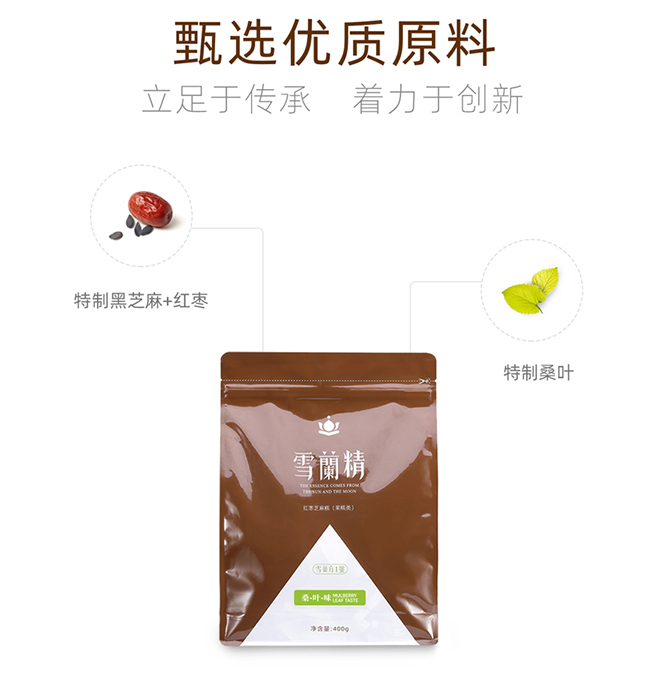 甄选优质原料
立足于传承 着力于创新
特制黑芝麻+红枣
特制桑叶
雪蘭精
THE ESSENCE COMES FROM
THE SUN AND THE MOON
红枣芝麻糕（果糕类）
桑·叶·味 MULBERRY LEAF TASTE
净含量:400g